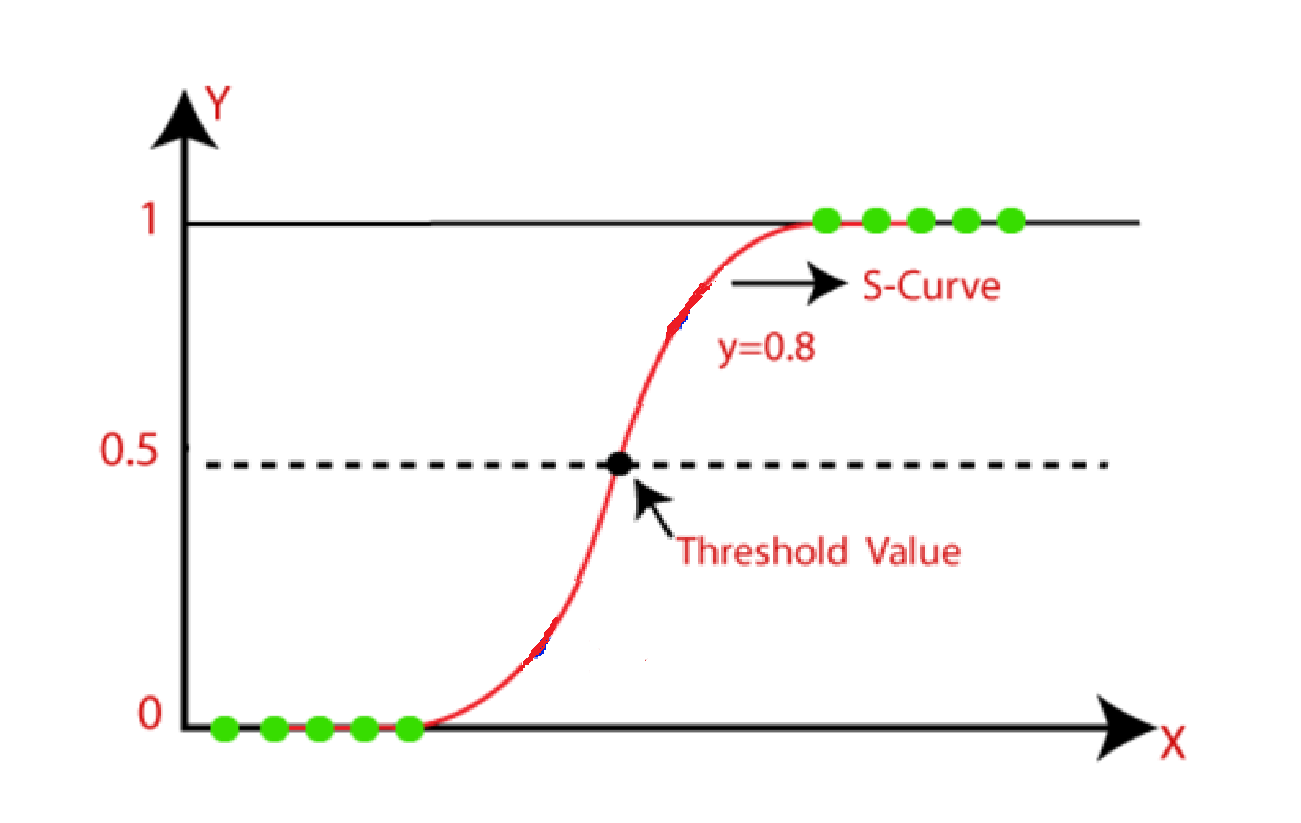 Y
1
S-Curve
y=0.8
0.5
Threshold Value
0
X